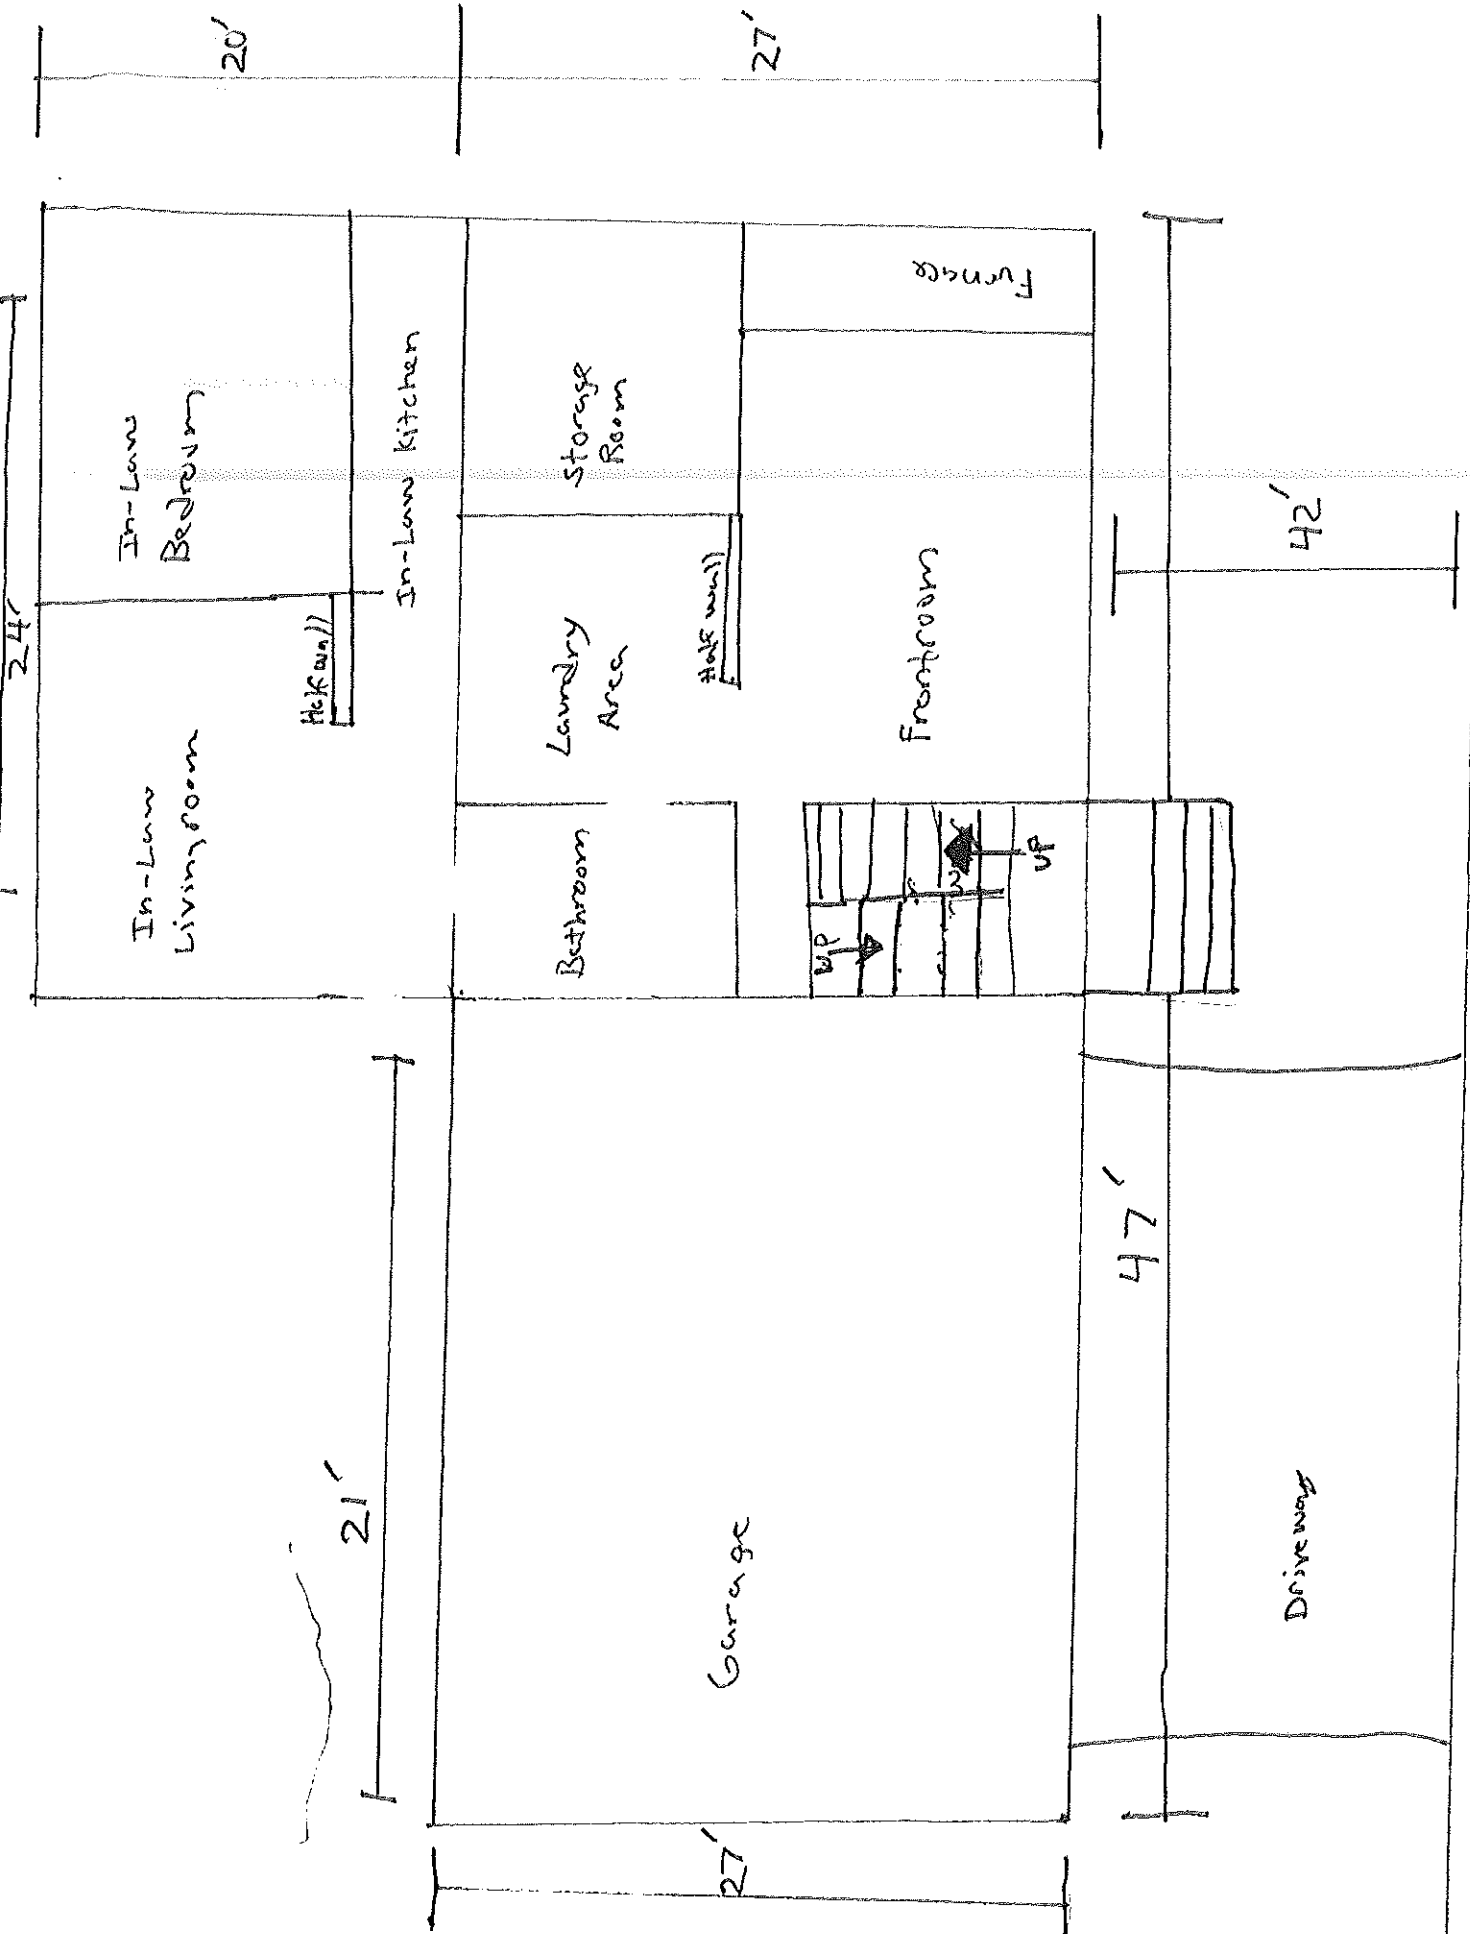 24'
20'
27'
In-Law
Livingroom
In-Law
Bedroom
Half wall
In-Law Kitchen
Bathroom
Laundry
Area
Storage
Room
Half wall
Furnace
Frontroom
UP
UP
21'
Garage
27'
47'
42'
Driveway